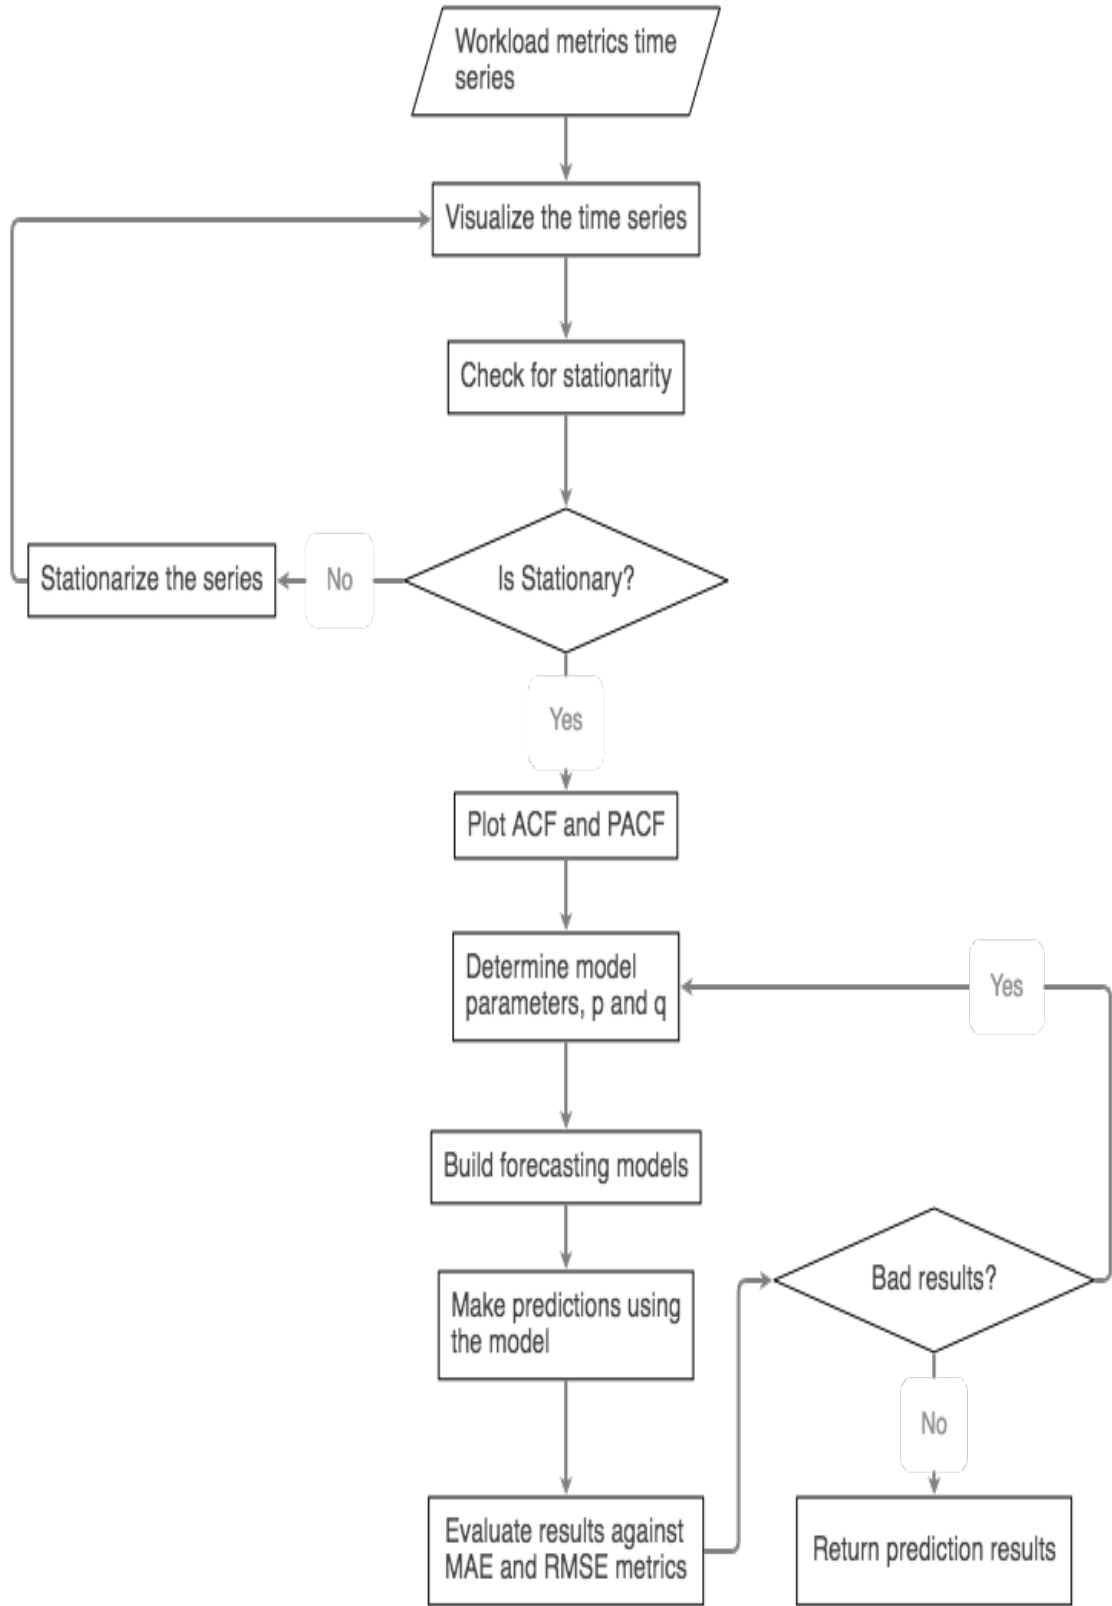 Workload metrics time
series
Visualize the time series
Check for stationarity
Is Stationary?
No
Stationarize the series
Yes
Plot ACF and PACF
Determine model
parameters, p and q
Yes
Build forecasting models
Make predictions using
the model
Bad results?
No
Evaluate results against
MAE and RMSE metrics
Return prediction results